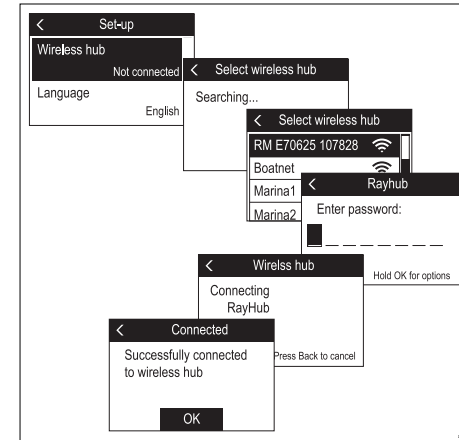 < Set-up
Wireless hub
Not connected
Language
English
< Select wireless hub
Searching...
< Select wireless hub
RM E70625 107828
Boatnet
Marina1
Marina2
< Rayhub
Enter password:
Hold OK for options
< Wirelss hub
Connecting
RayHub
Press Back to cancel
< Connected
Successfully connected
to wireless hub
OK